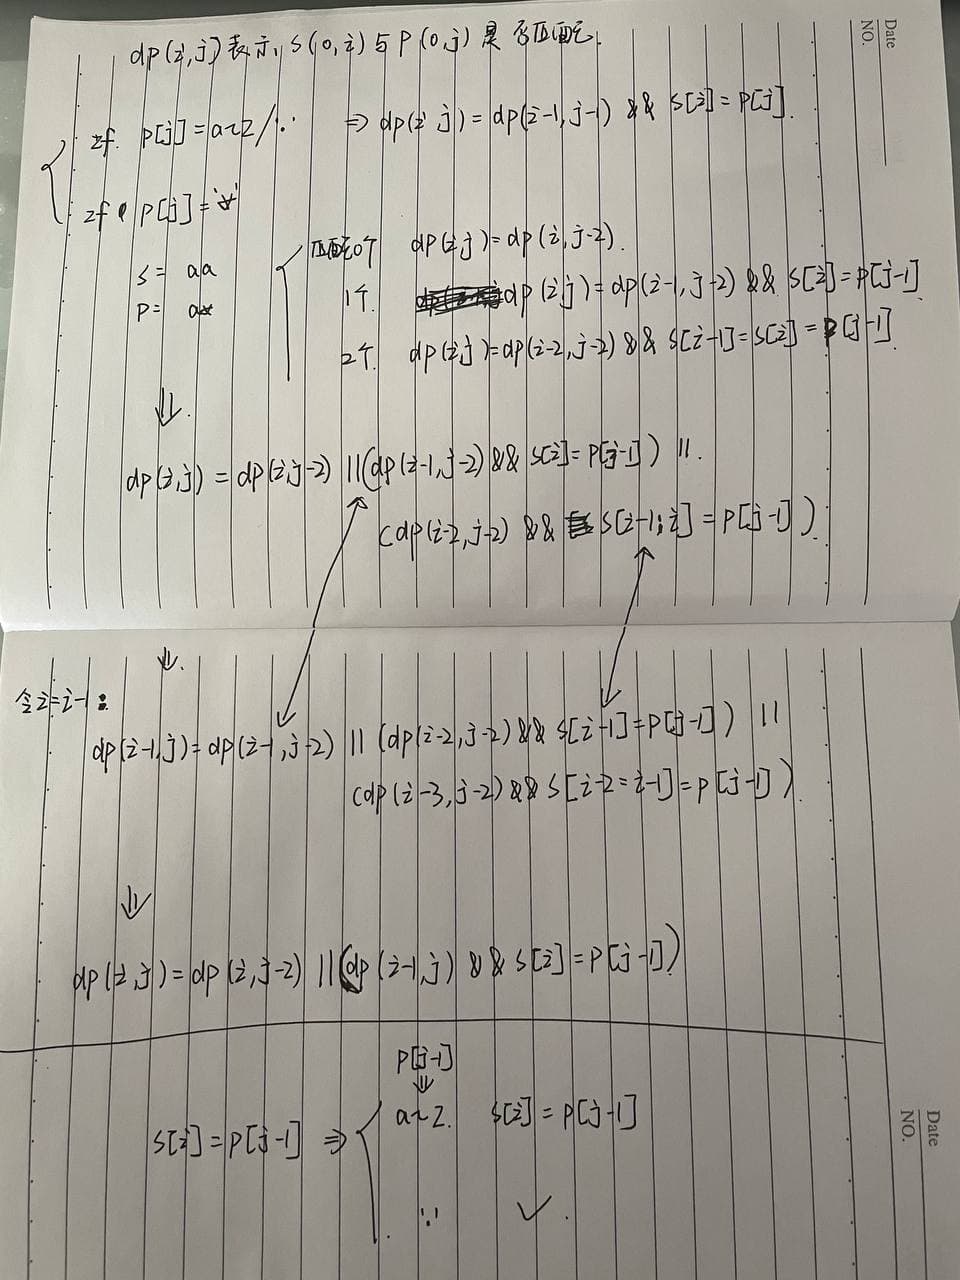 dp(i,j)表示,s(0,i)与p(0,j)是否匹配.
Date
NO.
if. p[j]=a~z/'.' ⇒ dp(i j)=dp(i-1,j-1) && s[i]=p[j].
if p[j]='*'
匹配0个 dp(i,j)=dp(i,j-2).
s= aa
1个. dp(i,j)=dp(i-1,j-2) && s[i]=p[j-1]
p= a*
2个. dp(i,j)=dp(i-2,j-2) && s[i-1]=s[i]=p[j-1].
⇓.
dp(i,j) = dp(i,j-2) ||(dp(i-1,j-2) && s[i]=p[j-1]) ||.
(dp(i-2,j-2) && s[i-1:i]=p[j-1]).
⇓.
令i=i-1:
dp(i-1,j)=dp(i-1,j-2) || (dp(i-2,j-2) && s[i-1]=p[j-1]) ||
(dp(i-3,j-2) && s[i-2=i-1]=p[j-1]).
⇓
dp(i,j)=dp(i,j-2) ||(dp(i-1,j) && s[i]=p[j-1])
p[j-1]
⇓
a~z. s[i]=p[j-1]
s[i]=p[j-1] ⇒
'.' ✓.
Date
NO.